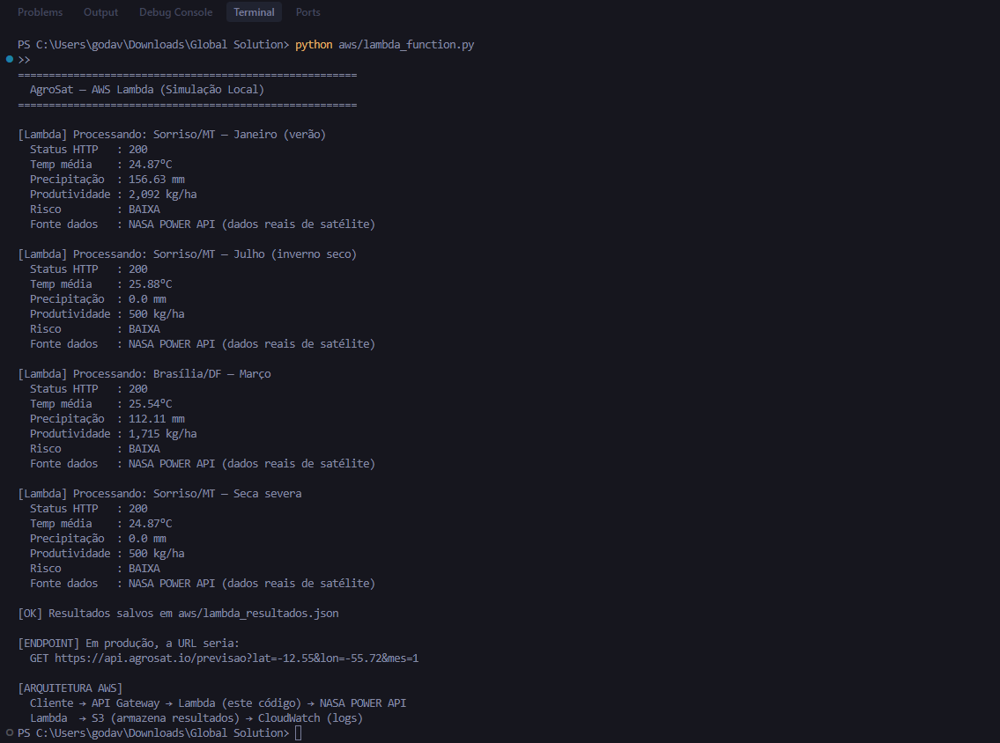 Problems Output Debug Console Terminal Ports
PS C:\Users\godav\Downloads\Global Solution> python aws/lambda_function.py
>>
=======================================================
AgroSat — AWS Lambda (Simulação Local)
=======================================================
[Lambda] Processando: Sorriso/MT — Janeiro (verão)
Status HTTP : 200
Temp média : 24.87°C
Precipitação : 156.63 mm
Produtividade : 2,092 kg/ha
Risco : BAIXA
Fonte dados : NASA POWER API (dados reais de satélite)
[Lambda] Processando: Sorriso/MT — Julho (inverno seco)
Status HTTP : 200
Temp média : 25.88°C
Precipitação : 0.0 mm
Produtividade : 500 kg/ha
Risco : BAIXA
Fonte dados : NASA POWER API (dados reais de satélite)
[Lambda] Processando: Brasília/DF — Março
Status HTTP : 200
Temp média : 25.54°C
Precipitação : 112.11 mm
Produtividade : 1,715 kg/ha
Risco : BAIXA
Fonte dados : NASA POWER API (dados reais de satélite)
[Lambda] Processando: Sorriso/MT — Seca severa
Status HTTP : 200
Temp média : 24.87°C
Precipitação : 0.0 mm
Produtividade : 500 kg/ha
Risco : BAIXA
Fonte dados : NASA POWER API (dados reais de satélite)
[OK] Resultados salvos em aws/lambda_resultados.json
[ENDPOINT] Em produção, a URL seria:
GET https://api.agrosat.io/previsao?lat=-12.55&lon=-55.72&mes=1
[ARQUITETURA AWS]
Cliente → API Gateway → Lambda (este código) → NASA POWER API
Lambda → S3 (armazena resultados) → CloudWatch (logs)
PS C:\Users\godav\Downloads\Global Solution>